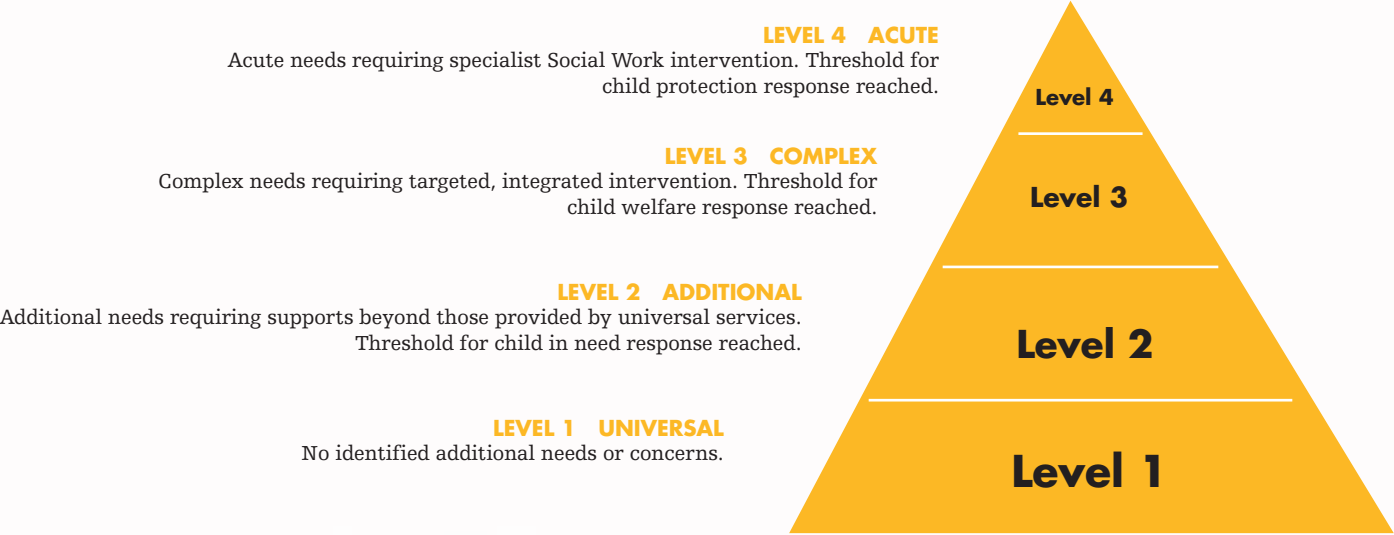 LEVEL 4 ACUTE
Acute needs requiring specialist Social Work intervention. Threshold for
child protection response reached.
Level 4
LEVEL 3 COMPLEX
Complex needs requiring targeted, integrated intervention. Threshold for
child welfare response reached.
Level 3
LEVEL 2 ADDITIONAL
Additional needs requiring supports beyond those provided by universal services.
Threshold for child in need response reached.
Level 2
LEVEL 1 UNIVERSAL
No identified additional needs or concerns.
Level 1